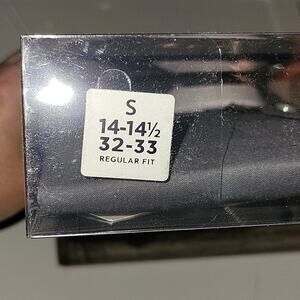 S
14-14½
32-33
REGULAR FIT